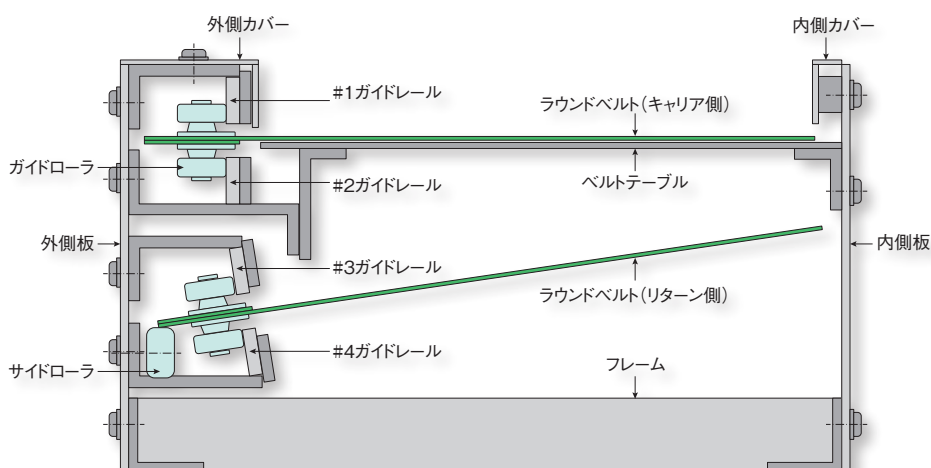 外側カバー
内側カバー
#1ガイドレール
ラウンドベルト(キャリア側)
ガイドローラ
#2ガイドレール
ベルトテーブル
外側板
内側板
#3ガイドレール
ラウンドベルト(リターン側)
#4ガイドレール
サイドローラ
フレーム